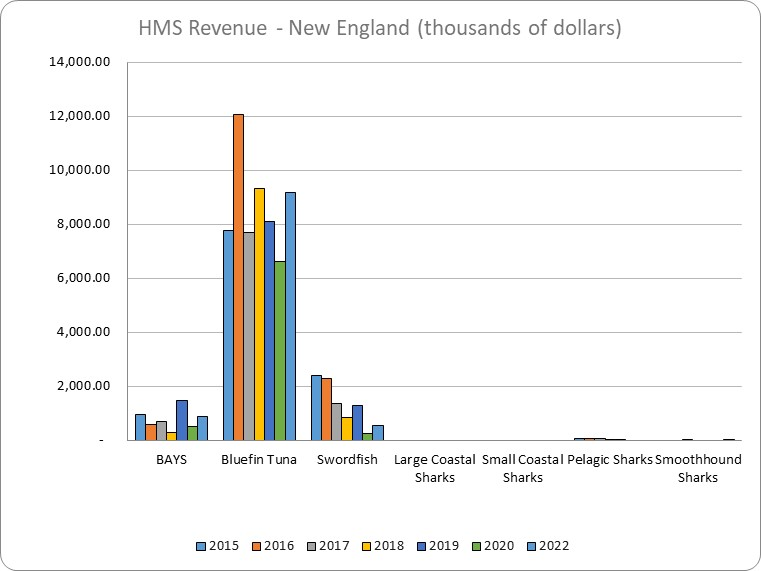 HMS Revenue - New England (thousands of dollars)
14,000.00
12,000.00
10,000.00
8,000.00
6,000.00
4,000.00
2,000.00
-
BAYS Bluefin Tuna Swordfish Large Coastal Small Coastal Pelagic Sharks Smoothhound
Sharks Sharks Sharks
2015 2016 2017 2018 2019 2020 2022